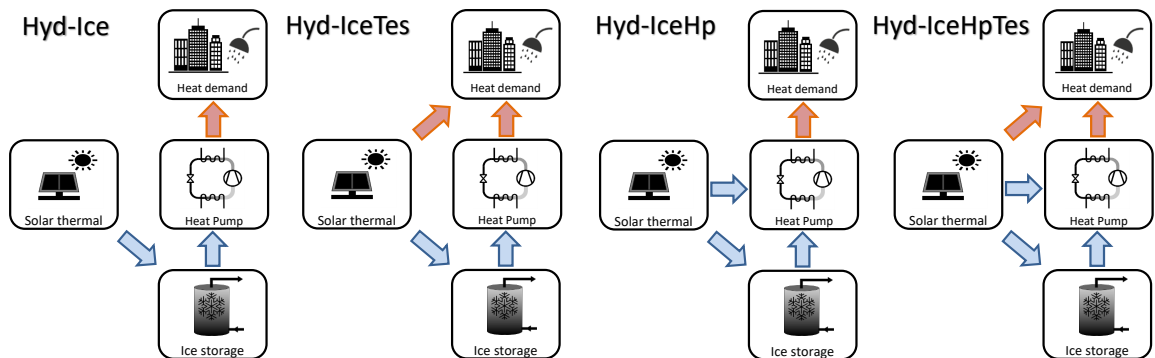 Hyd-Ice
Heat demand
Solar thermal
Heat Pump
Ice storage
Hyd-IceTes
Heat demand
Solar thermal
Heat Pump
Ice storage
Hyd-IceHp
Heat demand
Solar thermal
Heat Pump
Ice storage
Hyd-IceHpTes
Heat demand
Solar thermal
Heat Pump
Ice storage